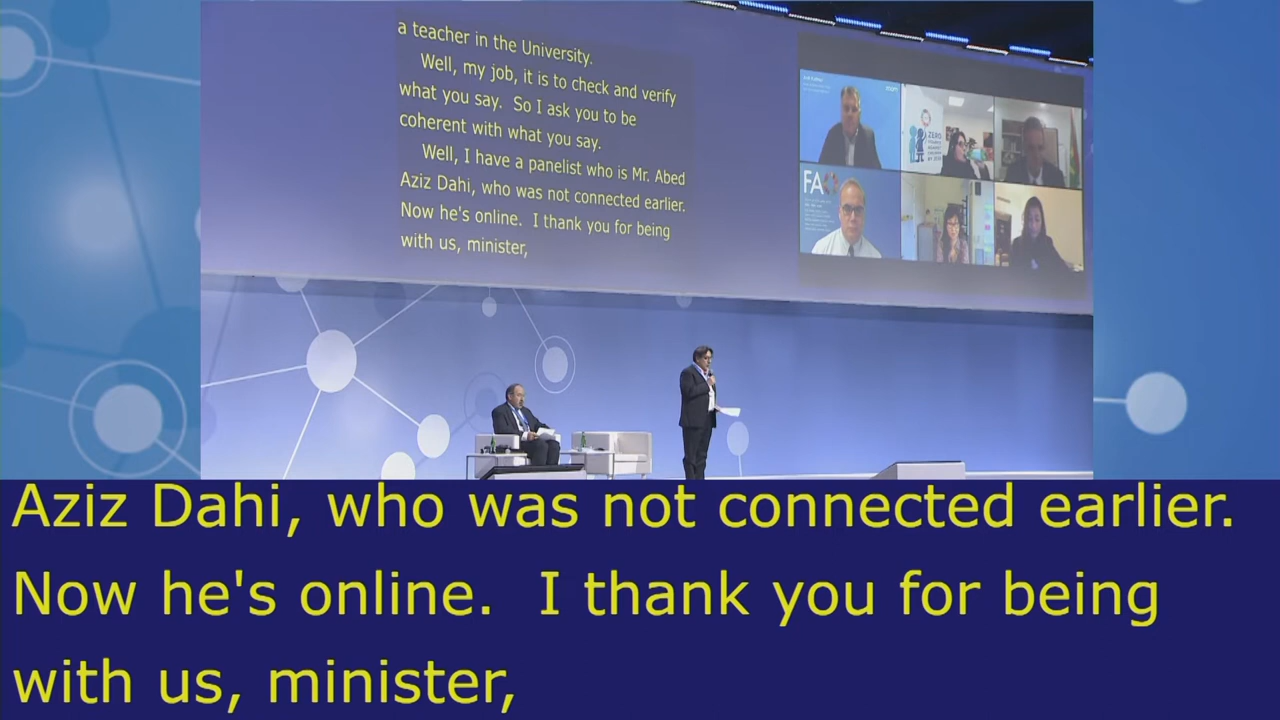 a teacher in the University.
Well, my job, it is to check and verify
what you say. So I ask you to be
coherent with what you say.
Well, I have a panelist who is Mr. Abed
Aziz Dahi, who was not connected earlier.
Now he's online. I thank you for being
with us, minister,
ZERO
FAO
Aziz Dahi, who was not connected earlier.
Now he's online. I thank you for being
with us, minister,